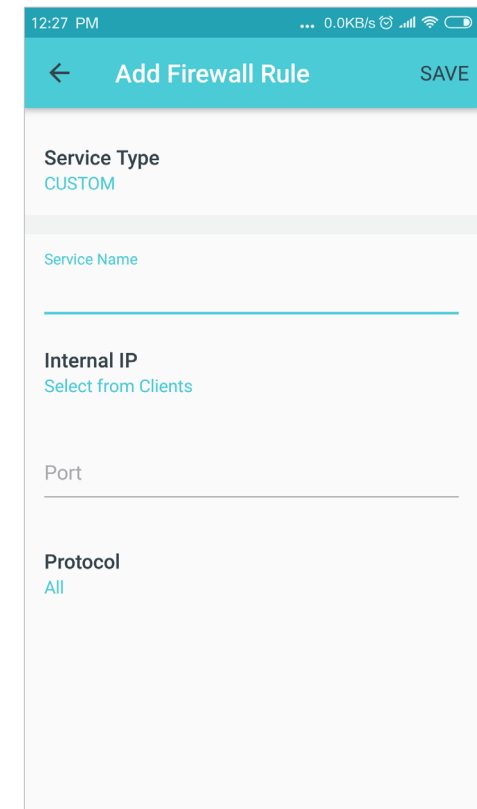 12:27 PM ... 0.0KB/s
Add Firewall Rule SAVE
Service Type
CUSTOM
Service Name
Internal IP
Select from Clients
Port
Protocol
All